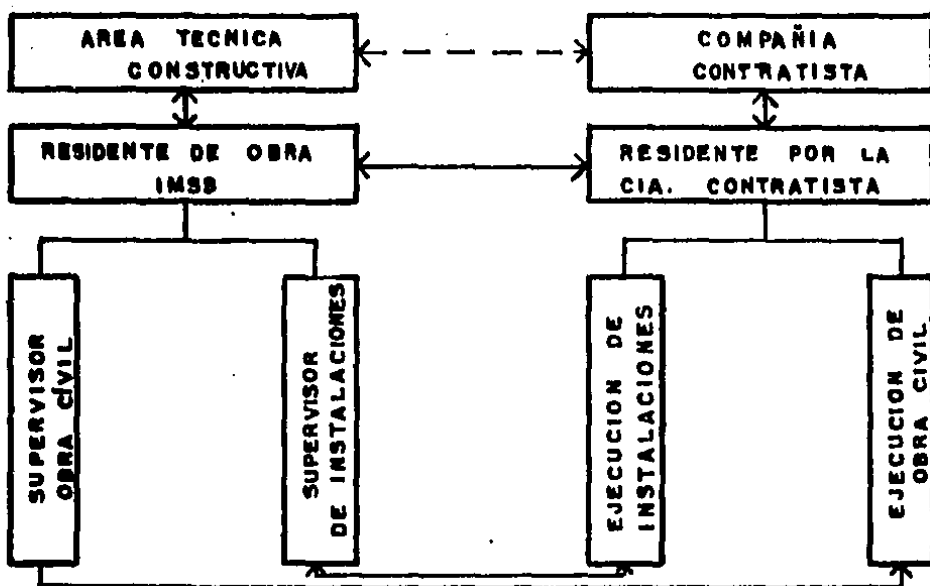 AREA TECNICA
CONSTRUCTIVA
COMPAÑIA
CONTRATISTA
RESIDENTE DE OBRA
IMSS
RESIDENTE POR LA
CIA. CONTRATISTA
SUPERVISOR
OBRA CÍVIL
SUPERVISOR
DE INSTALACIONES
EJECUCION DE
INSTALACIONES
EJECUCION DE
OBRA CIVIL